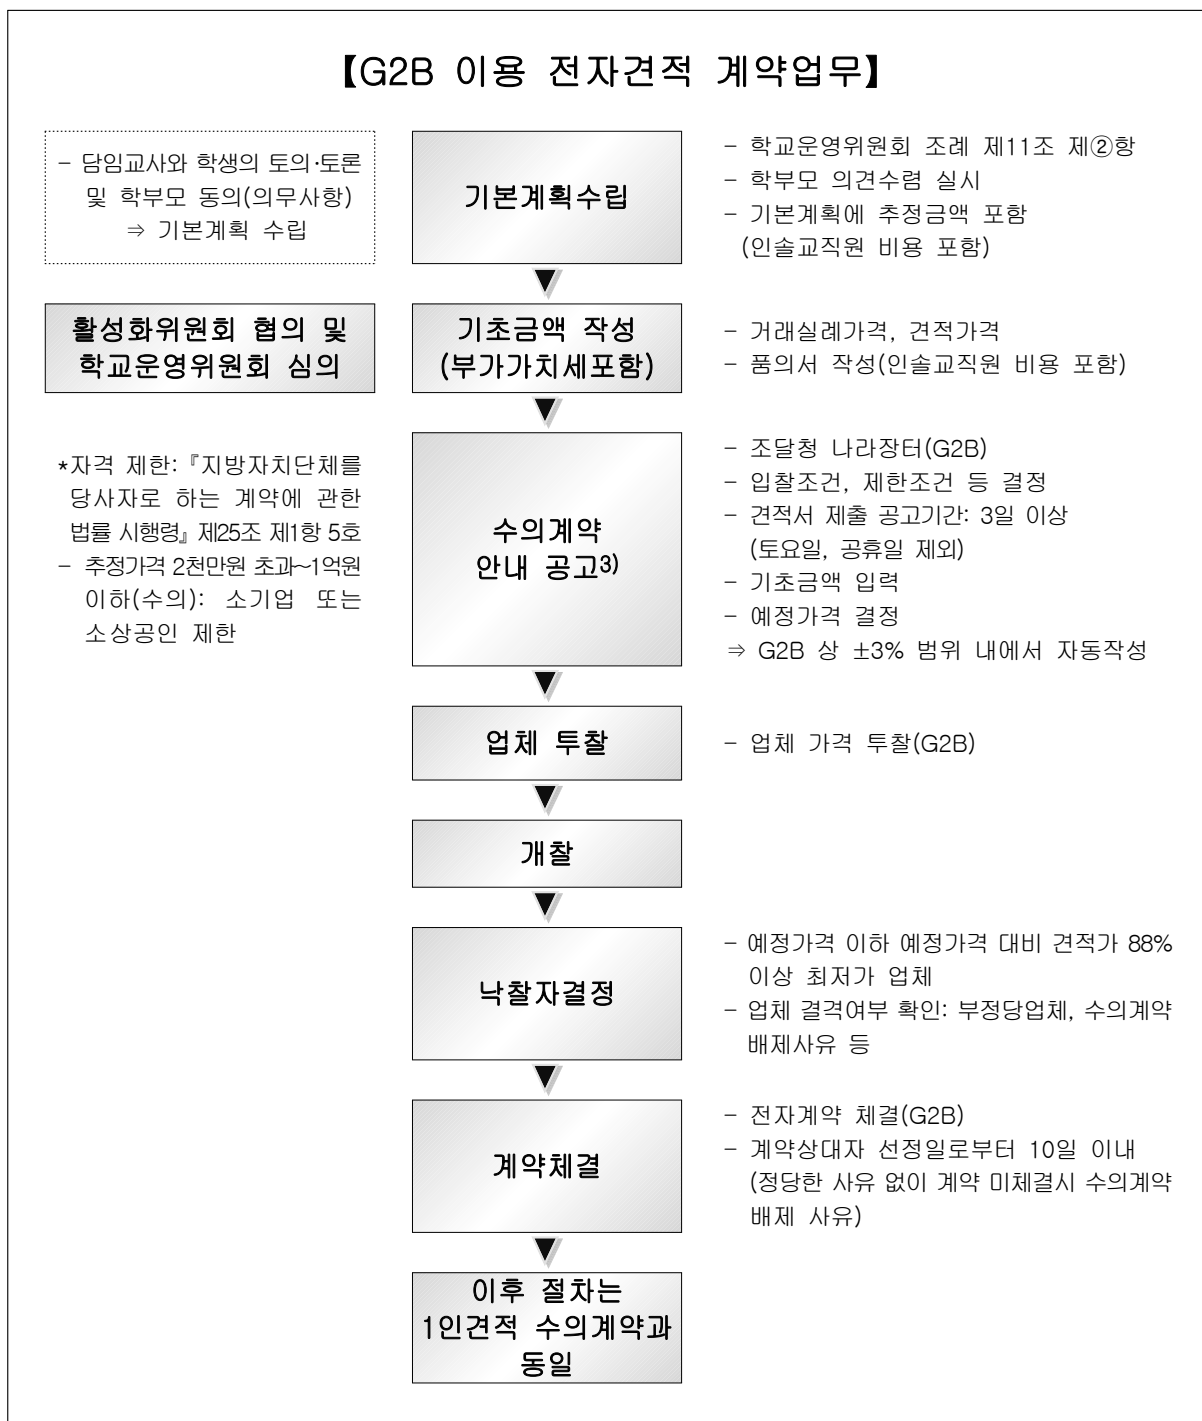 【G2B 이용 전자견적 계약업무】
- 담임교사와 학생의 토의·토론
및 학부모 동의(의무사항)
⇒ 기본계획 수립
기본계획수립
- 학교운영위원회 조례 제11조 제②항
- 학부모 의견수렴 실시
- 기본계획에 추정금액 포함
(인솔교직원 비용 포함)
활성화위원회 협의 및
학교운영위원회 심의
기초금액 작성
(부가가치세포함)
- 거래실례가격, 견적가격
- 품의서 작성(인솔교직원 비용 포함)
*자격 제한: 『지방자치단체를
당사자로 하는 계약에 관한
법률 시행령』 제25조 제1항 5호
- 추정가격 2천만원 초과~1억원
이하(수의): 소기업 또는
소상공인 제한
수의계약
안내 공고3)
- 조달청 나라장터(G2B)
- 입찰조건, 제한조건 등 결정
- 견적서 제출 공고기간: 3일 이상
(토요일, 공휴일 제외)
- 기초금액 입력
- 예정가격 결정
⇒ G2B 상 ±3% 범위 내에서 자동작성
업체 투찰
- 업체 가격 투찰(G2B)
개찰
낙찰자결정
- 예정가격 이하 예정가격 대비 견적가 88%
이상 최저가 업체
- 업체 결격여부 확인: 부정당업체, 수의계약
배제사유 등
계약체결
- 전자계약 체결(G2B)
- 계약상대자 선정일로부터 10일 이내
(정당한 사유 없이 계약 미체결시 수의계약
배제 사유)
이후 절차는
1인견적 수의계약과
동일